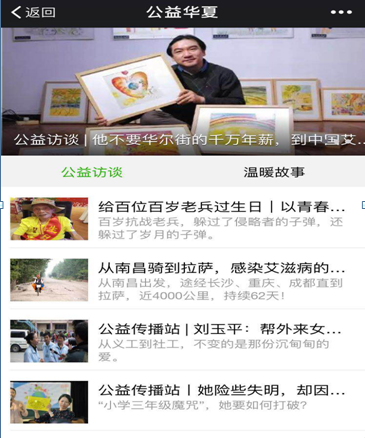 返回
公益华夏
公益访谈 | 他不要华尔街的千万年薪，到中国艾...
公益访谈
温暖故事
给百位百岁老兵过生日丨以青春...
百岁抗战老兵，躲过了侵略者的子弹，还
躲过了岁月的子弹。
从南昌骑到拉萨，感染艾滋病的...
从南昌出发，途经长沙、重庆、成都直到
拉萨，近4000公里，持续62天！
公益传播站 | 刘玉平：帮外来女...
从义工到社工，不变的是那份沉甸甸的
爱。
公益传播站丨她险些失明，却因...
“小学三年级魔咒”，她要如何打破？